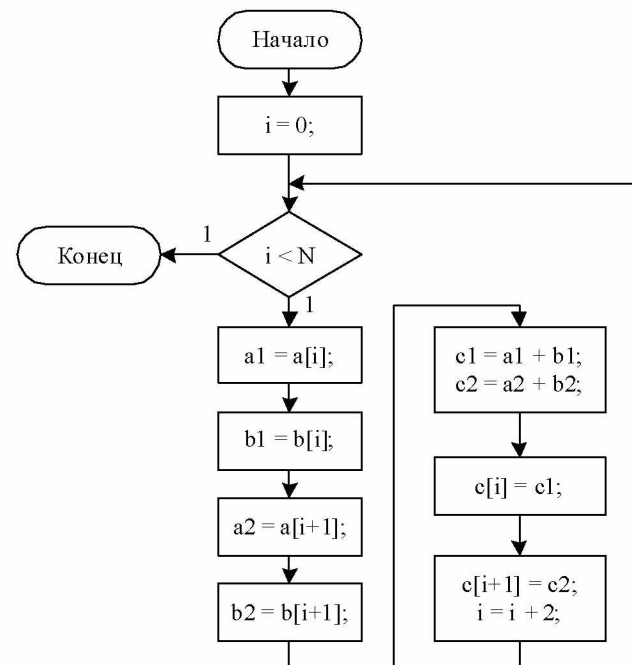 Начало
i = 0;
i < N
1
Конец
1
a1 = a[i];
b1 = b[i];
a2 = a[i+1];
b2 = b[i+1];
c1 = a1 + b1;
c2 = a2 + b2;
c[i] = c1;
c[i+1] = c2;
i = i + 2;